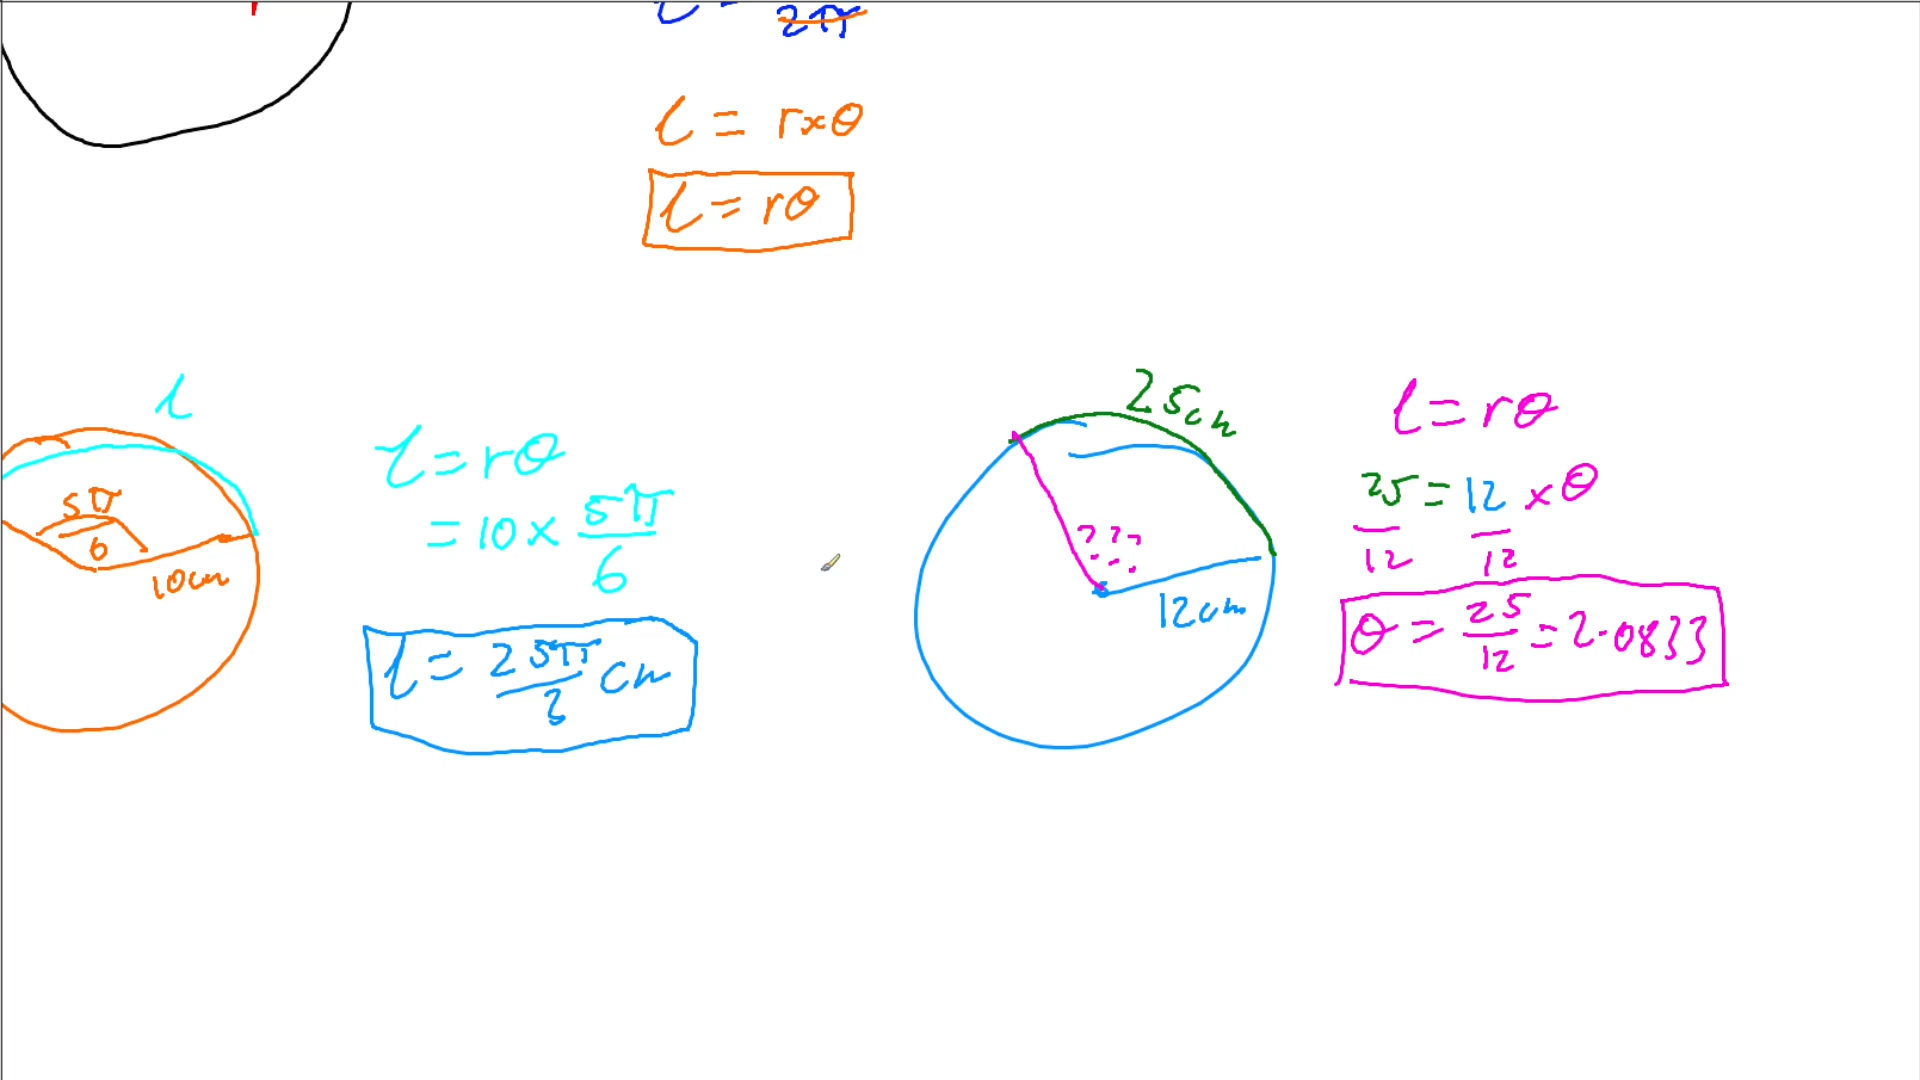 l = 2π
l = r×θ
l = rθ
l
5π/6
10cm
l = rθ
= 10 × 5π/6
l = 25π/3 cm
25cm
???
12cm
l = rθ
25 = 12 × θ
12 12
θ = 25/12 = 2.0833